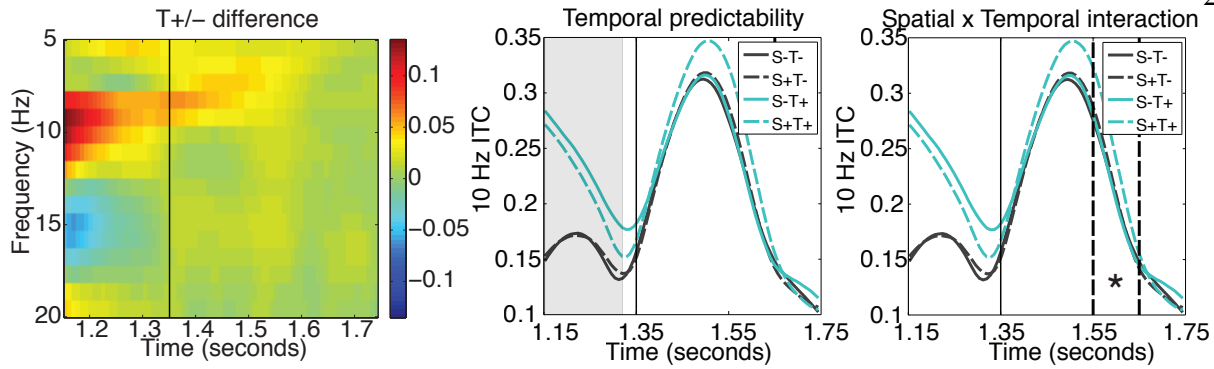 T+/− difference
Frequency (Hz)
5
10
15
20
1.2
1.3
1.4
1.5
1.6
1.7
Time (seconds)
0.1
0.05
0
−0.05
−0.1
Temporal predictability
10 Hz ITC
0.35
0.3
0.25
0.2
0.15
0.1
1.15
1.35
1.55
1.75
Time (seconds)
S-T-
S+T-
S-T+
S+T+
Spatial x Temporal interaction
10 Hz ITC
0.35
0.3
0.25
0.2
0.15
0.1
1.15
1.35
1.55
1.75
Time (seconds)
S-T-
S+T-
S-T+
S+T+
*